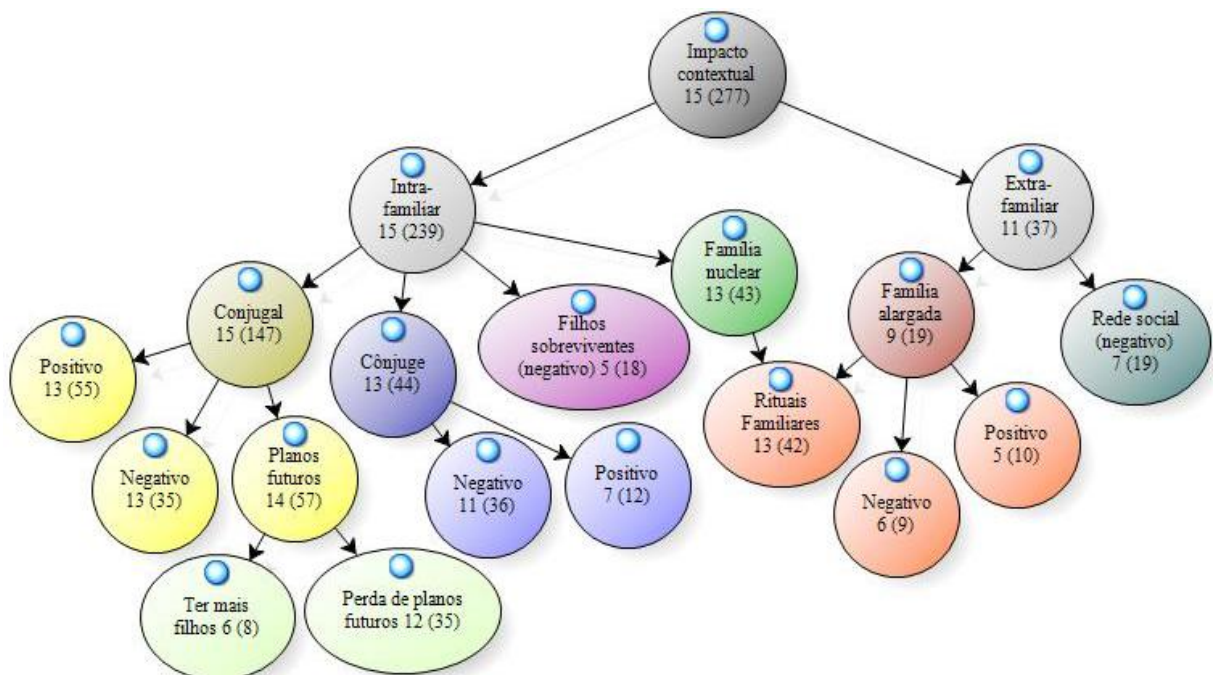 Impacto
contextual
15 (277)
Intra-
familiar
15 (239)
Extra-
familiar
11 (37)
Conjugal
15 (147)
Cônjuge
13 (44)
Filhos
sobreviventes
(negativo) 5 (18)
Família
nuclear
13 (43)
Família
alargada
9 (19)
Rede social
(negativo)
7 (19)
Positivo
13 (55)
Negativo
13 (35)
Planos
futuros
14 (57)
Negativo
11 (36)
Positivo
7 (12)
Rituais
Familiares
13 (42)
Negativo
6 (9)
Positivo
5 (10)
Ter mais
filhos 6 (8)
Perda de planos
futuros 12 (35)